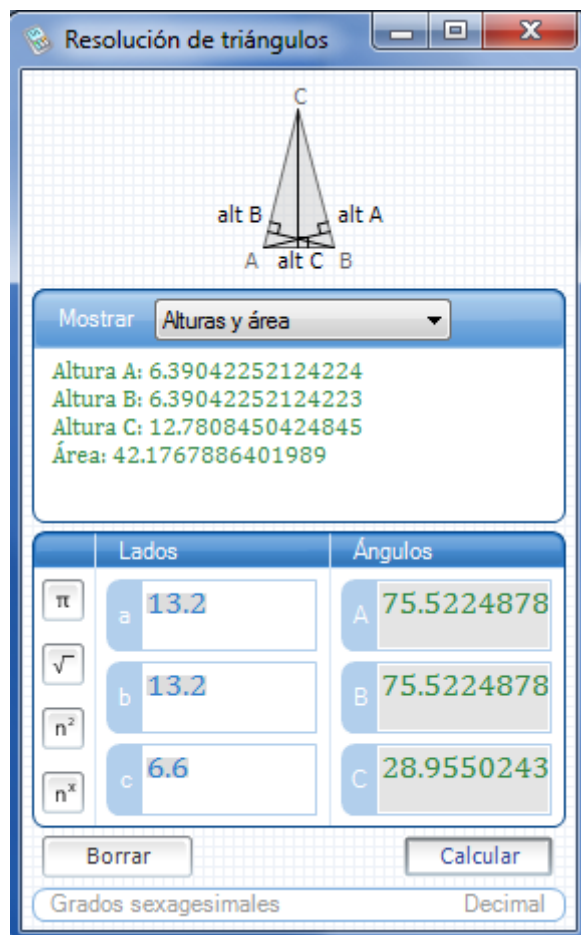 Resolución de triángulos
C
alt B alt A
A alt C B
Mostrar Alturas y área
Altura A: 6.39042252124224
Altura B: 6.39042252124223
Altura C: 12.7808450424845
Área: 42.1767886401989
Lados Ángulos
π
a 13.2 A 75.5224878
√
b 13.2 B 75.5224878
n²
c 6.6 C 28.9550243
nˣ
Borrar Calcular
Grados sexagesimales Decimal